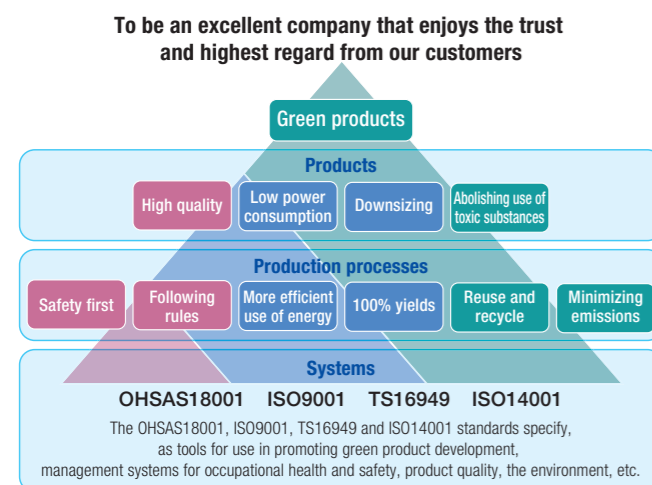 To be an excellent company that enjoys the trust
and highest regard from our customers
Green products
Products
High quality
Low power
consumption
Downsizing
Abolishing use of
toxic substances
Production processes
Safety first
Following
rules
More efficient
use of energy
100% yields
Reuse and
recycle
Minimizing
emissions
Systems
OHSAS18001 ISO9001 TS16949 ISO14001
The OHSAS18001, ISO9001, TS16949 and ISO14001 standards specify,
as tools for use in promoting green product development,
management systems for occupational health and safety, product quality, the environment, etc.